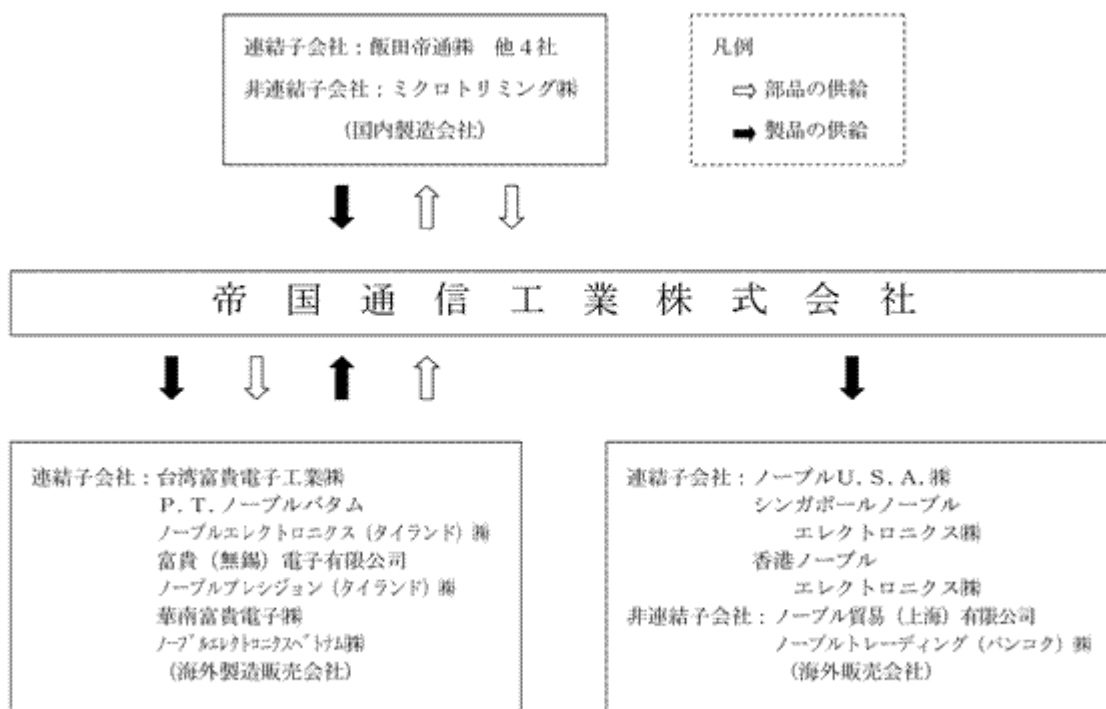 連結子会社：飯田帝通㈱　他４社
非連結子会社：ミクロトリミング㈱
（国内製造会社）
凡例
⇨ 部品の供給
➡ 製品の供給
帝国通信工業株式会社
連結子会社：台湾富貴電子工業㈱
Ｐ．Ｔ．ノーブルバタム
ノーブルエレクトロニクス（タイランド）㈱
富貴（無錫）電子有限公司
ノーブルプレシジョン（タイランド）㈱
華南富貴電子㈱
ﾉｰﾌﾞﾙｴﾚｸﾄﾛﾆｸｽﾍﾞﾄﾅﾑ㈱
（海外製造販売会社）
連結子会社：ノーブルＵ．Ｓ．Ａ．㈱
シンガポールノーブル
エレクトロニクス㈱
香港ノーブル
エレクトロニクス㈱
非連結子会社：ノーブル貿易（上海）有限公司
ノーブルトレーディング（バンコク）㈱
（海外販売会社）